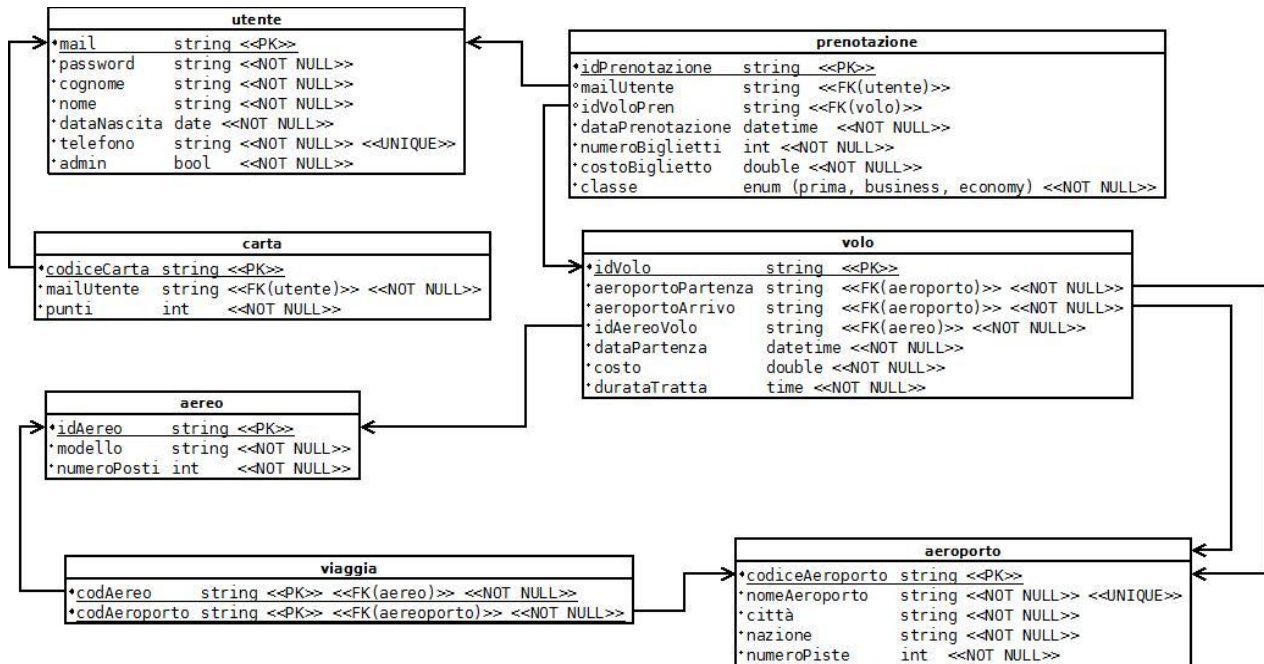 utente
mail string <<PK>>
password string <<NOT NULL>>
cognome string <<NOT NULL>>
nome string <<NOT NULL>>
dataNascita date <<NOT NULL>>
telefono string <<NOT NULL>> <<UNIQUE>>
admin bool <<NOT NULL>>
prenotazione
idPrenotazione string <<PK>>
mailUtente string <<FK(utente)>>
idVoloPren string <<FK(volo)>>
dataPrenotazione datetime <<NOT NULL>>
numeroBiglietti int <<NOT NULL>>
costoBiglietto double <<NOT NULL>>
classe enum (prima, business, economy) <<NOT NULL>>
carta
codiceCarta string <<PK>>
mailUtente string <<FK(utente)>> <<NOT NULL>>
punti int <<NOT NULL>>
volo
idVolo string <<PK>>
aeroportoPartenza string <<FK(aeroporto)>> <<NOT NULL>>
aeroportoArrivo string <<FK(aeroporto)>> <<NOT NULL>>
idAereoVolo string <<FK(aereo)>> <<NOT NULL>>
dataPartenza datetime <<NOT NULL>>
costo double <<NOT NULL>>
durataTratta time <<NOT NULL>>
aereo
idAereo string <<PK>>
modello string <<NOT NULL>>
numeroPosti int <<NOT NULL>>
viaggia
codAereo string <<PK>> <<FK(aereo)>> <<NOT NULL>>
codAeroporto string <<PK>> <<FK(aereoporto)>> <<NOT NULL>>
aeroporto
codiceAeroporto string <<PK>>
nomeAeroporto string <<NOT NULL>> <<UNIQUE>>
città string <<NOT NULL>>
nazione string <<NOT NULL>>
numeroPiste int <<NOT NULL>>